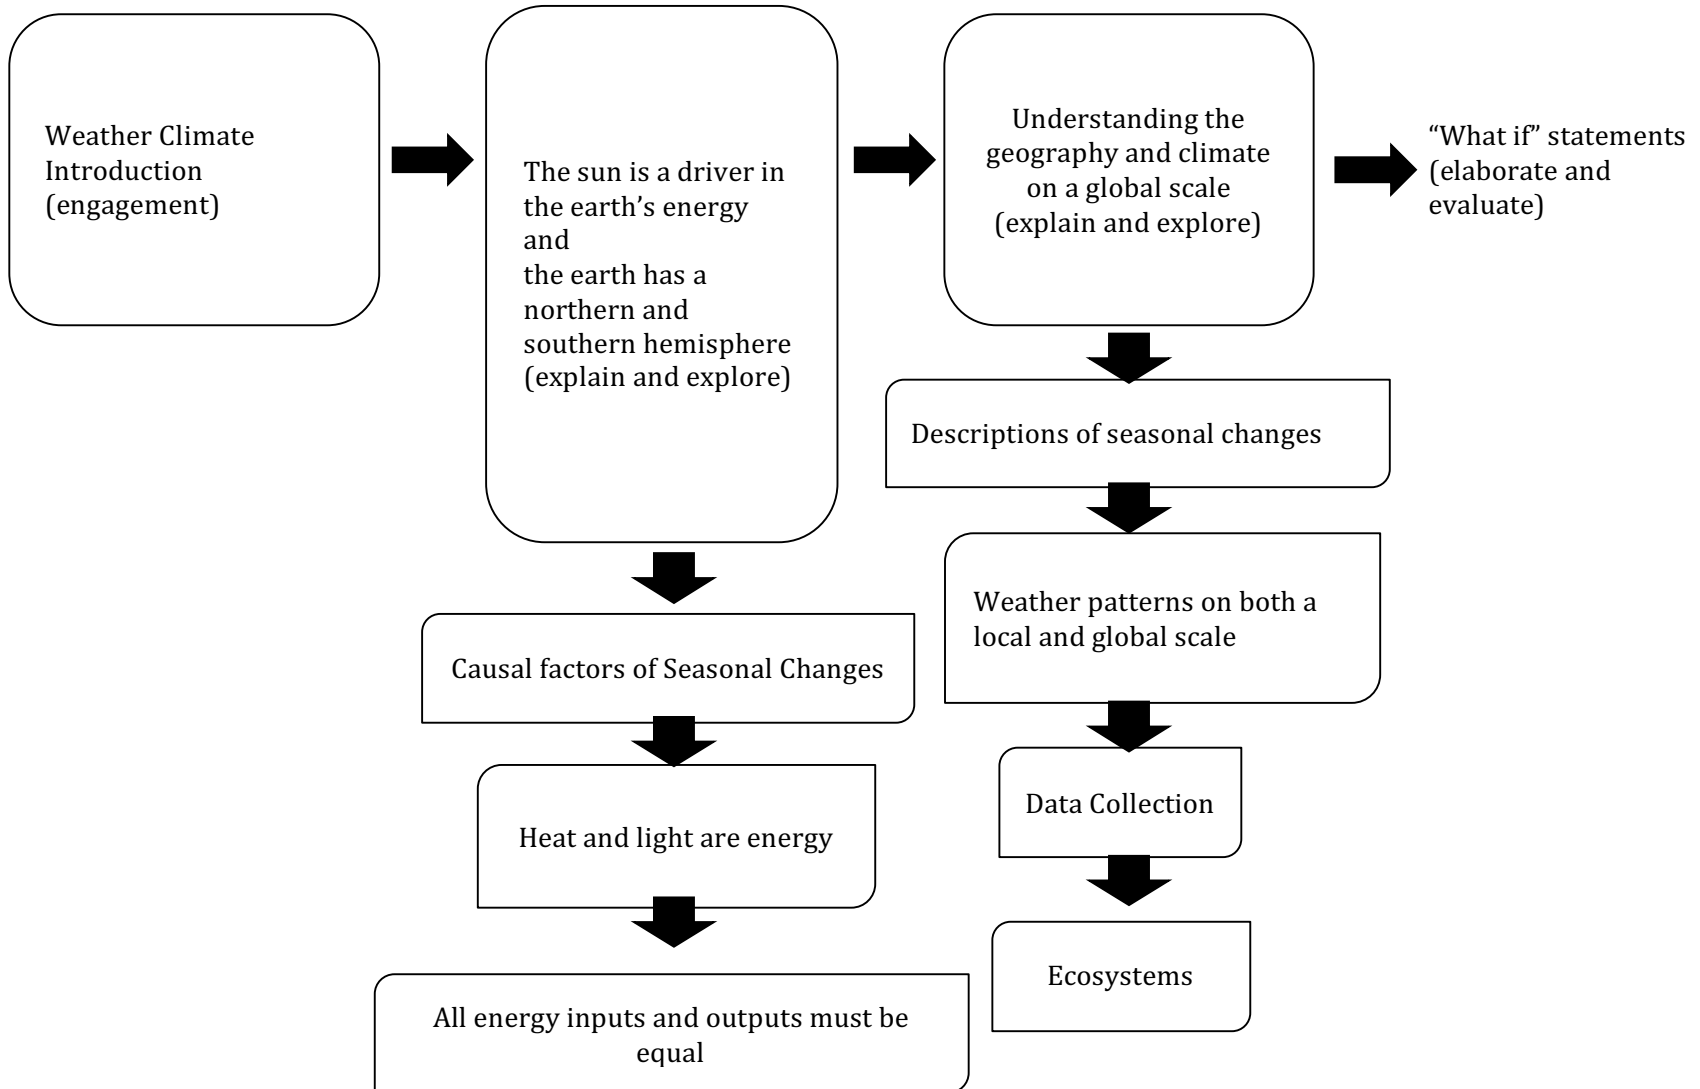 Weather Climate
Introduction
(engagement)
The sun is a driver in
the earth’s energy
and
the earth has a
northern and
southern hemisphere
(explain and explore)
Understanding the
geography and climate
on a global scale
(explain and explore)
“What if” statements
(elaborate and
evaluate)
Causal factors of Seasonal Changes
Heat and light are energy
All energy inputs and outputs must be
equal
Descriptions of seasonal changes
Weather patterns on both a
local and global scale
Data Collection
Ecosystems